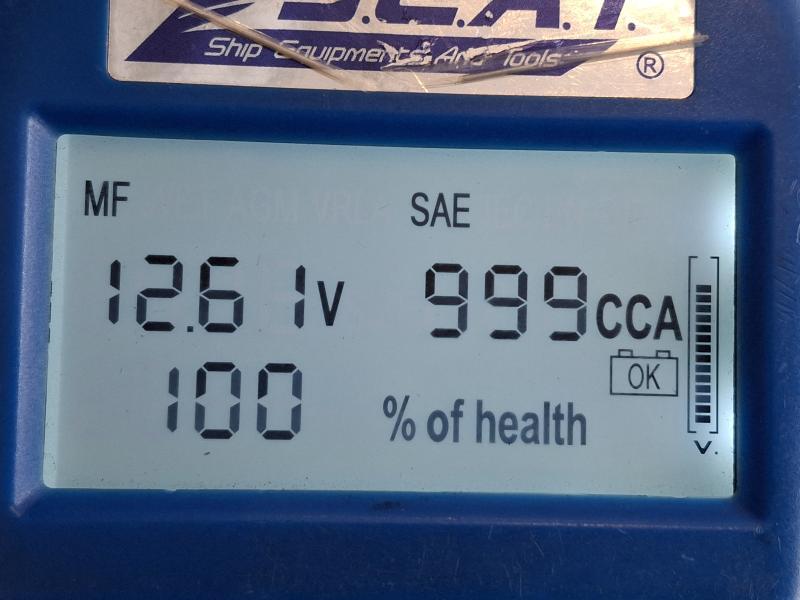 S.E.A.T.
Ship Equipments And Tools ®
MF SAE
12.61V 999CCA
OK
100 % of health
V.